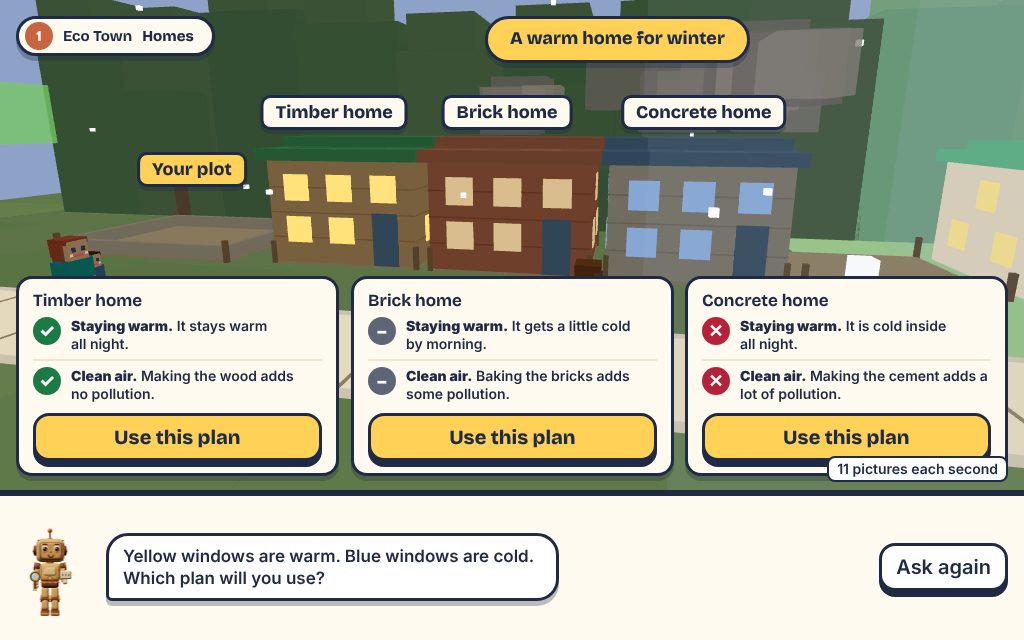 1 Eco Town Homes
A warm home for winter
Timber home
Brick home
Concrete home
Your plot
Timber home
Staying warm. It stays warm
all night.
Clean air. Making the wood adds
no pollution.
Use this plan
Brick home
Staying warm. It gets a little cold
by morning.
Clean air. Baking the bricks adds
some pollution.
Use this plan
Concrete home
Staying warm. It is cold inside
all night.
Clean air. Making the cement adds a
lot of pollution.
Use this plan
11 pictures each second
Yellow windows are warm. Blue windows are cold.
Which plan will you use?
Ask again